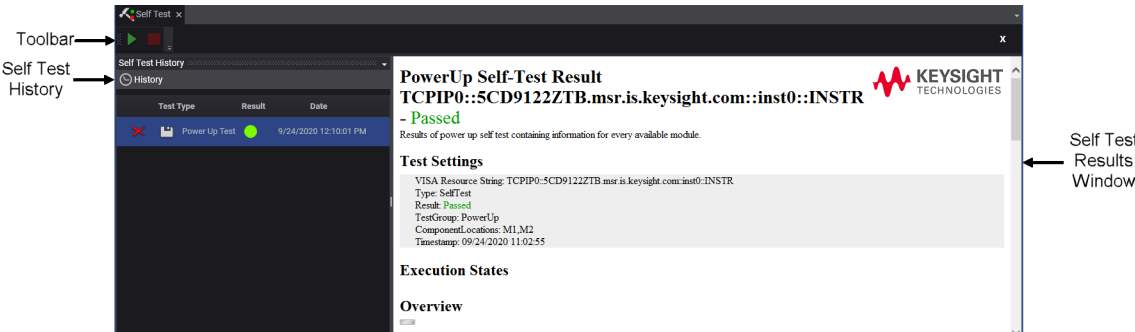 Self Test ×
Toolbar
x
Self Test History
Self Test
History
History
Test Type Result Date
Power Up Test 9/24/2020 12:10:01 PM
PowerUp Self-Test Result
TCPIP0::5CD9122ZTB.msr.is.keysight.com::inst0::INSTR
- Passed
KEYSIGHT
TECHNOLOGIES
Results of power up self test containing information for every available module.
Test Settings
VISA Resource String: TCPIP0::5CD9122ZTB.msr.is.keysight.com::inst0::INSTR
Type: SelfTest
Result: Passed
TestGroup: PowerUp
ComponentLocations: M1,M2
Timestamp: 09/24/2020 11:02:55
Execution States
Overview
Self Test
Results
Window